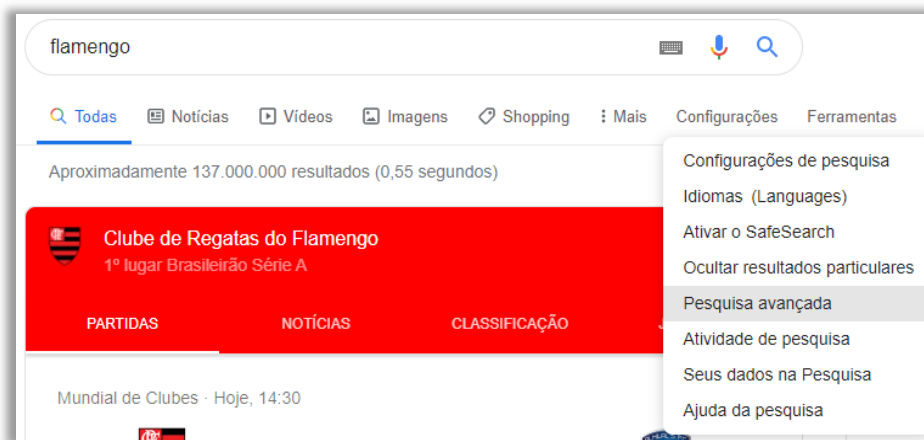 flamengo
Todas Notícias Vídeos Imagens Shopping Mais Configurações Ferramentas
Aproximadamente 137.000.000 resultados (0,55 segundos)
Clube de Regatas do Flamengo
1º lugar Brasileirão Série A
PARTIDAS NOTÍCIAS CLASSIFICAÇÃO
Mundial de Clubes · Hoje, 14:30
Configurações de pesquisa
Idiomas (Languages)
Ativar o SafeSearch
Ocultar resultados particulares
Pesquisa avançada
Atividade de pesquisa
Seus dados na Pesquisa
Ajuda da pesquisa